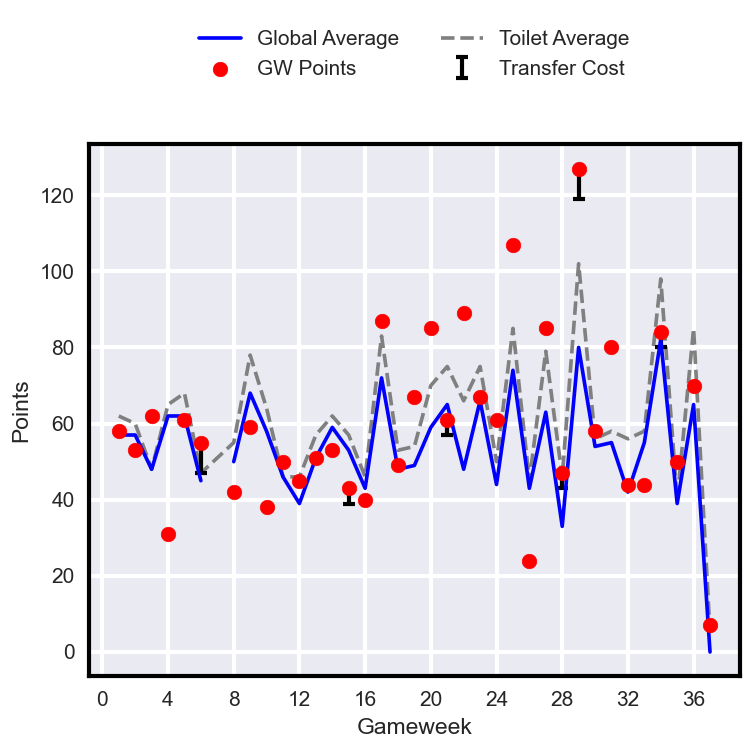 Global Average
Toilet Average
GW Points
Transfer Cost
120
100
80
60
40
20
0
Points
0 4 8 12 16 20 24 28 32 36
Gameweek